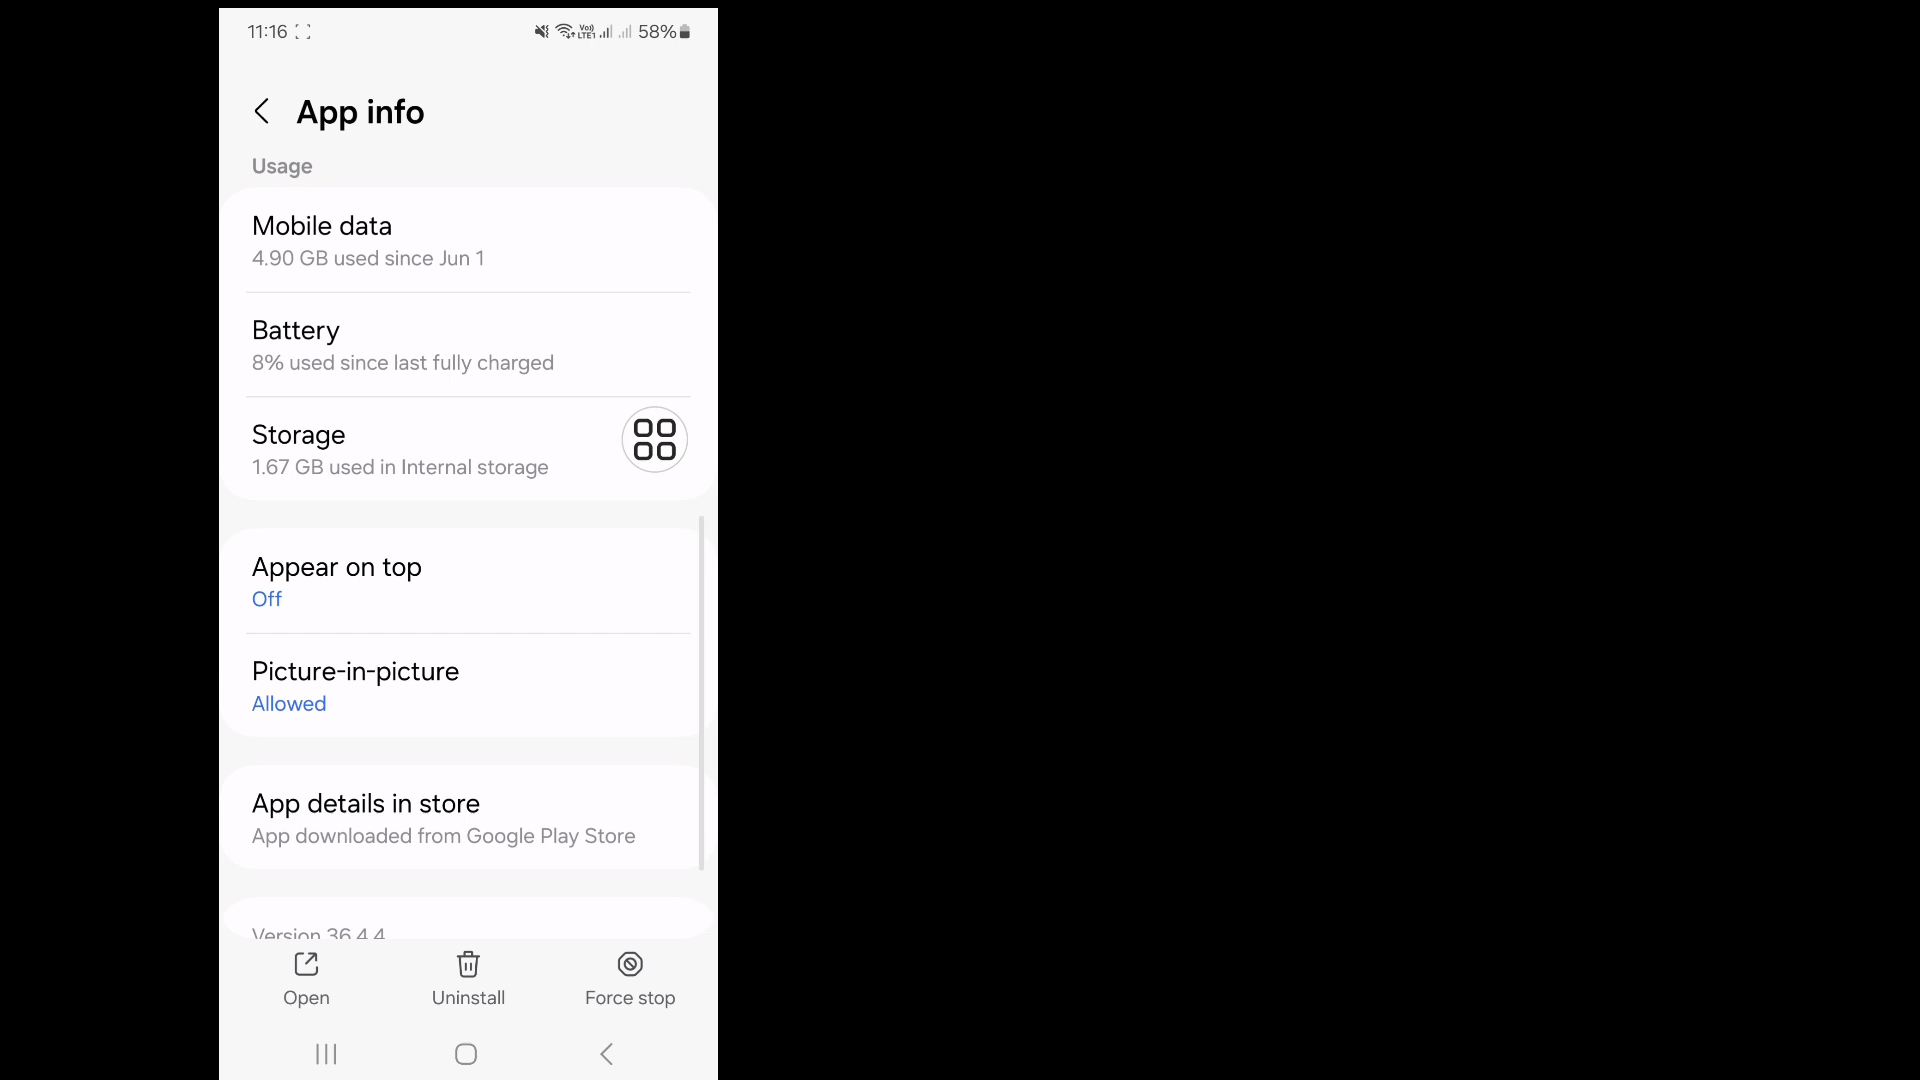 11:16 58%
App info
Usage
Mobile data
4.90 GB used since Jun 1
Battery
8% used since last fully charged
Storage
1.67 GB used in Internal storage
Appear on top
Off
Picture-in-picture
Allowed
App details in store
App downloaded from Google Play Store
Version 36.4.4
Open Uninstall Force stop